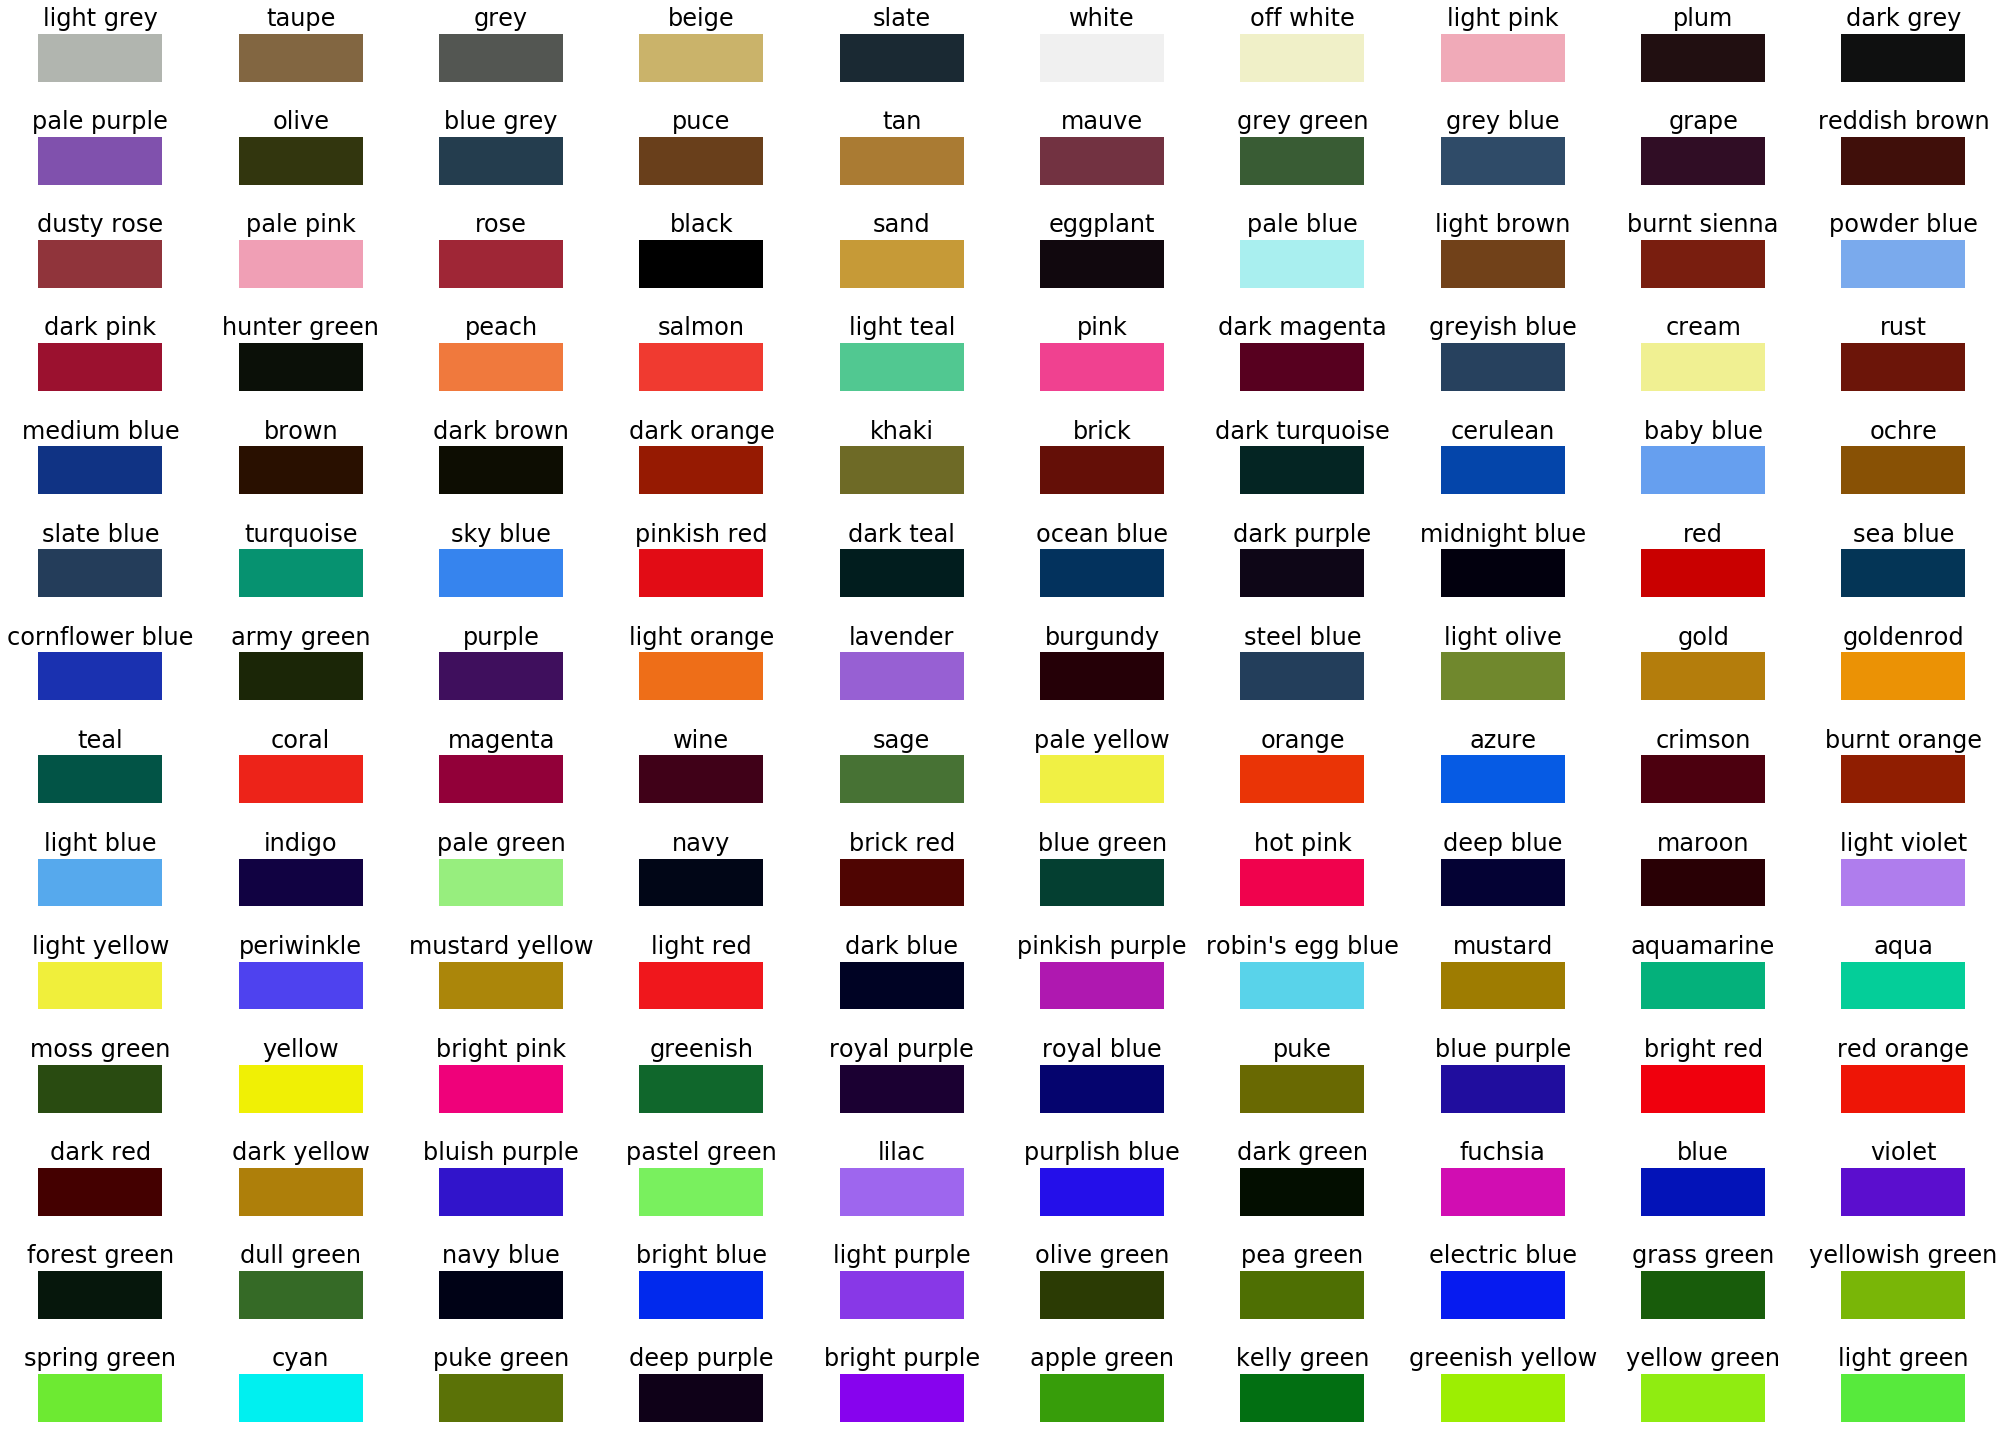 light grey taupe grey beige slate white off white light pink plum dark grey
pale purple olive blue grey puce tan mauve grey green grey blue grape reddish brown
dusty rose pale pink rose black sand eggplant pale blue light brown burnt sienna powder blue
dark pink hunter green peach salmon light teal pink dark magenta greyish blue cream rust
medium blue brown dark brown dark orange khaki brick dark turquoise cerulean baby blue ochre
slate blue turquoise sky blue pinkish red dark teal ocean blue dark purple midnight blue red sea blue
cornflower blue army green purple light orange lavender burgundy steel blue light olive gold goldenrod
teal coral magenta wine sage pale yellow orange azure crimson burnt orange
light blue indigo pale green navy brick red blue green hot pink deep blue maroon light violet
light yellow periwinkle mustard yellow light red dark blue pinkish purple robin's egg blue mustard aquamarine aqua
moss green yellow bright pink greenish royal purple royal blue puke blue purple bright red red orange
dark red dark yellow bluish purple pastel green lilac purplish blue dark green fuchsia blue violet
forest green dull green navy blue bright blue light purple olive green pea green electric blue grass green yellowish green
spring green cyan puke green deep purple bright purple apple green kelly green greenish yellow yellow green light green